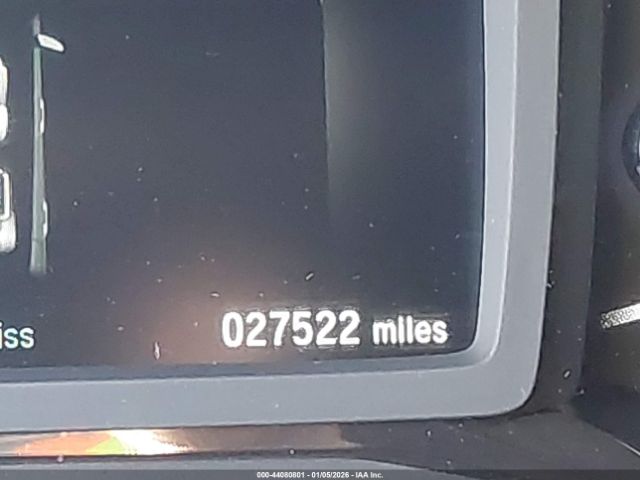 iss
027522 miles
000-44080801 - 01/05/2026 - IAA Inc.